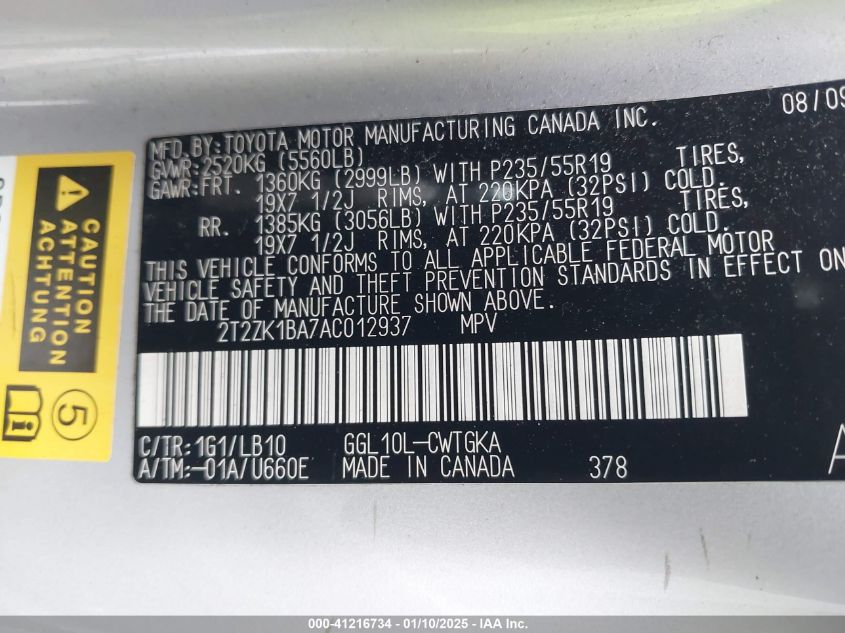 08/09
MFD. BY: TOYOTA MOTOR MANUFACTURING CANADA INC.
GVWR: 2520KG (5560LB)
GAWR: FRT. 1360KG (2999LB) WITH P235/55R19 TIRES,
19X7 1/2J RIMS, AT 220KPA (32PSI) COLD.
RR. 1385KG (3056LB) WITH P235/55R19 TIRES,
19X7 1/2J RIMS, AT 220KPA (32PSI) COLD.
THIS VEHICLE CONFORMS TO ALL APPLICABLE FEDERAL MOTOR
VEHICLE SAFETY AND THEFT PREVENTION STANDARDS IN EFFECT ON
THE DATE OF MANUFACTURE SHOWN ABOVE.
2T2ZK1BA7AC012937 MPV
C/TR: 1G1/LB10 GGL10L-CWTGKA
A/TM: -01A/U660E MADE IN CANADA 378
CAUTION
ATTENTION
ACHTUNG
5
000-41216734 - 01/10/2025 - IAA Inc.